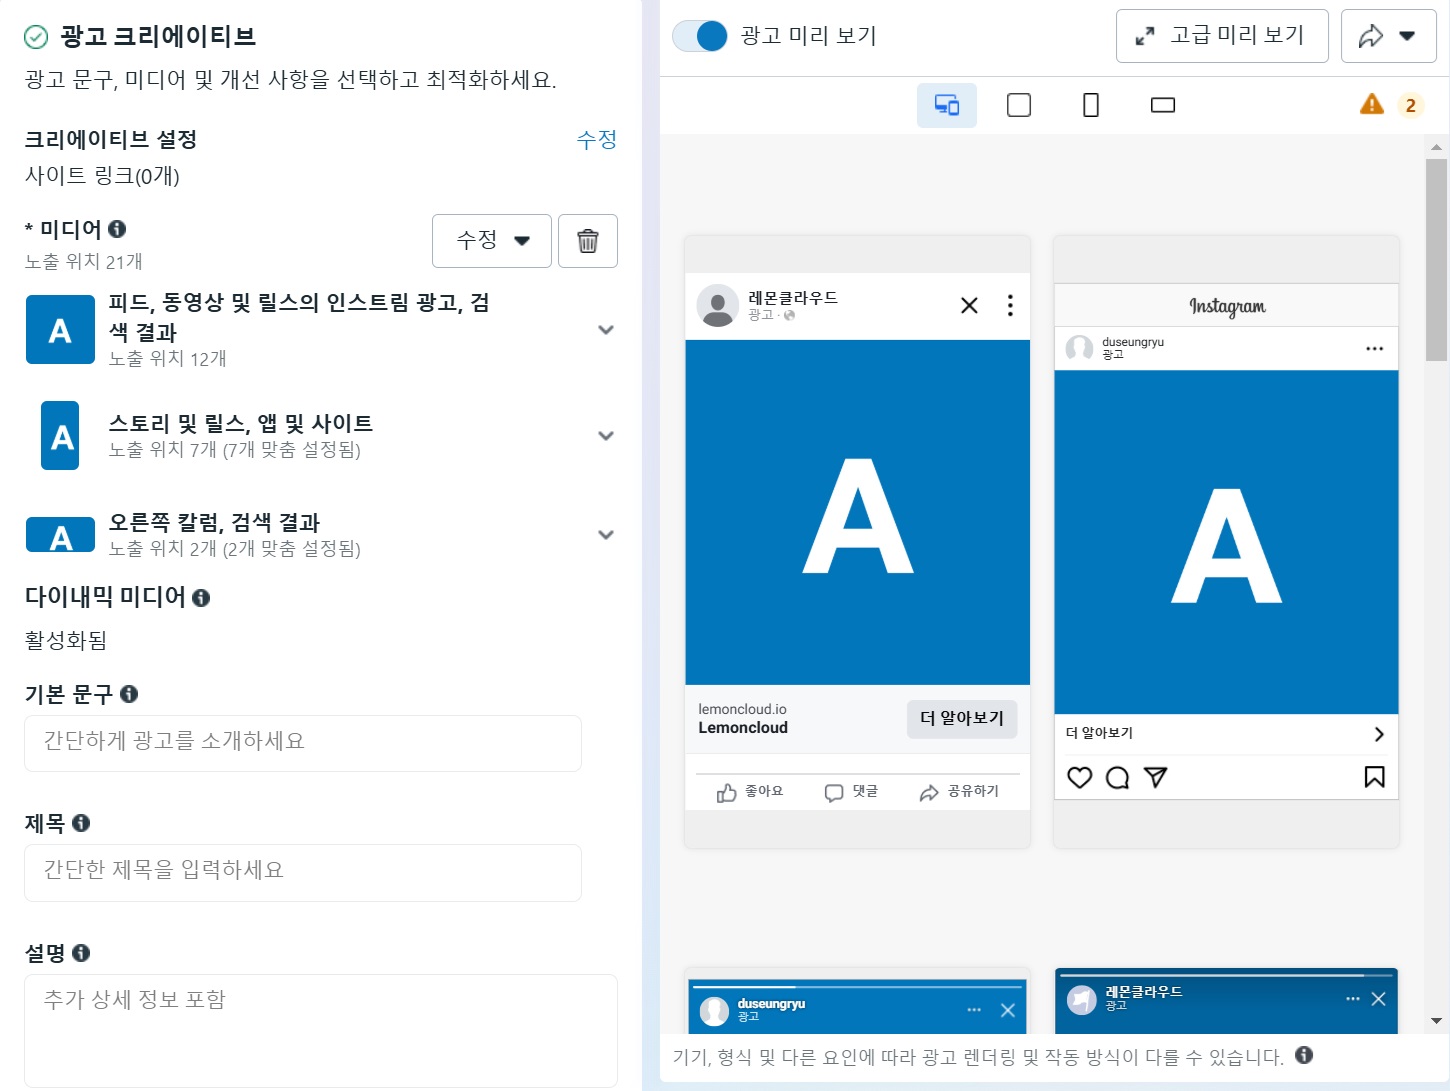 광고 크리에이티브
광고 문구, 미디어 및 개선 사항을 선택하고 최적화하세요.
크리에이티브 설정
수정
사이트 링크(0개)
* 미디어
노출 위치 21개
수정
A
피드, 동영상 및 릴스의 인스트림 광고, 검
색 결과
노출 위치 12개
A
스토리 및 릴스, 앱 및 사이트
노출 위치 7개 (7개 맞춤 설정됨)
A
오른쪽 칼럼, 검색 결과
노출 위치 2개 (2개 맞춤 설정됨)
다이내믹 미디어
활성화됨
기본 문구
간단하게 광고를 소개하세요
제목
간단한 제목을 입력하세요
설명
추가 상세 정보 포함
광고 미리 보기
고급 미리 보기
2
레몬클라우드
광고 ·
A
lemoncloud.io
Lemoncloud
더 알아보기
좋아요
댓글
공유하기
Instagram
duseungryu
광고
A
더 알아보기
duseungryu
광고
레몬클라우드
광고
기기, 형식 및 다른 요인에 따라 광고 렌더링 및 작동 방식이 다를 수 있습니다.